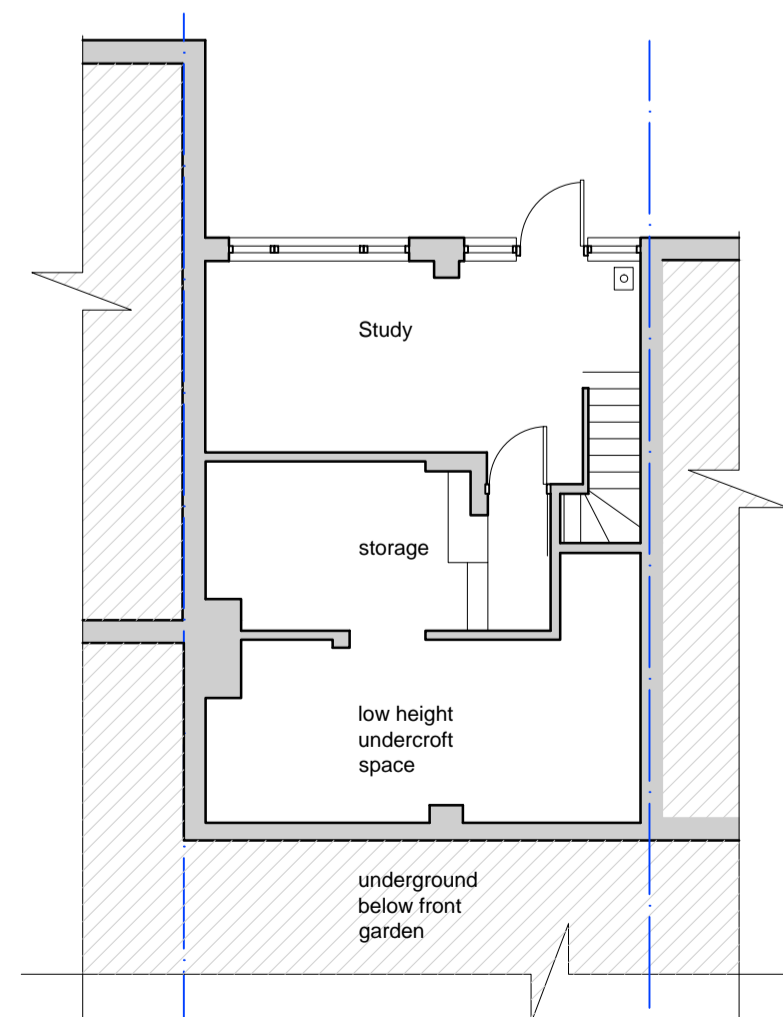 Study
storage
low height
undercroft
space
underground
below front
garden